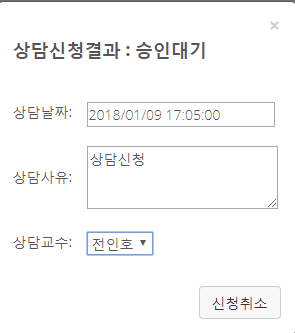 ×
상담신청결과 : 승인대기
상담날짜: 2018/01/09 17:05:00
상담사유: 상담신청
상담교수: 전인호 ▼
신청취소